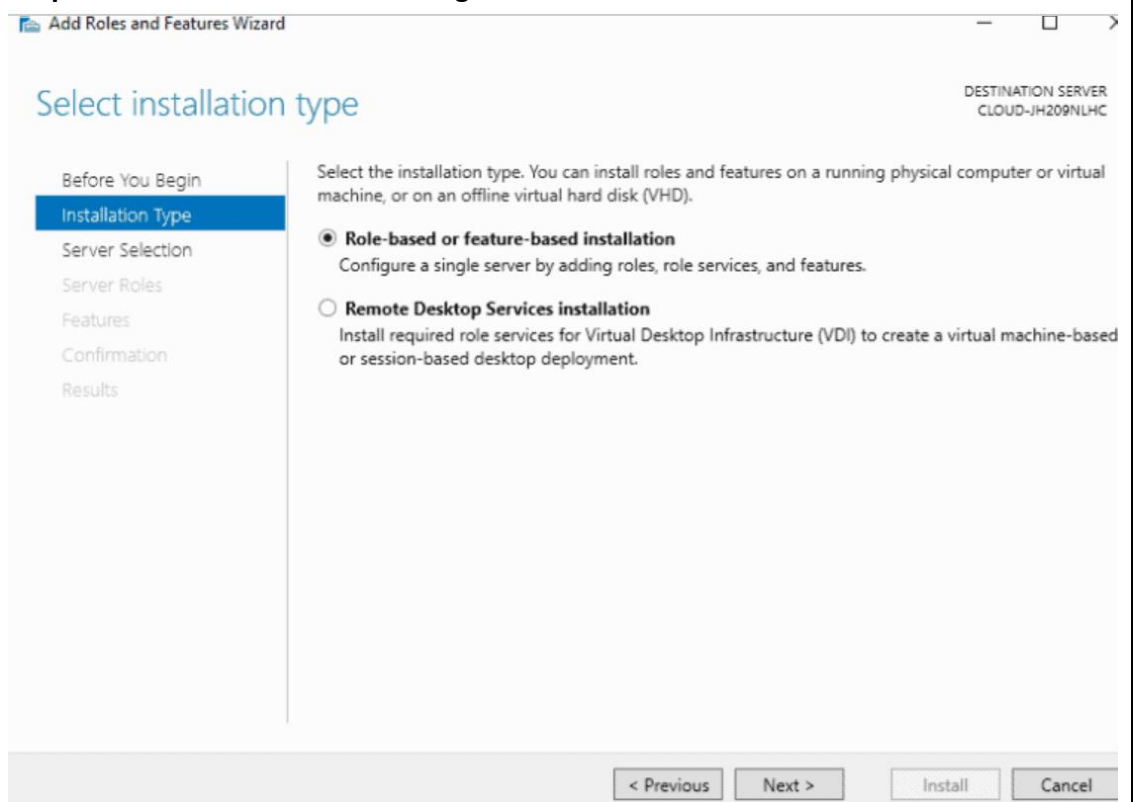 Add Roles and Features Wizard
Select installation type
DESTINATION SERVER
CLOUD-JH209NLHC
Before You Begin
Installation Type
Server Selection
Server Roles
Features
Confirmation
Results
Select the installation type. You can install roles and features on a running physical computer or virtual
machine, or on an offline virtual hard disk (VHD).
Role-based or feature-based installation
Configure a single server by adding roles, role services, and features.
Remote Desktop Services installation
Install required role services for Virtual Desktop Infrastructure (VDI) to create a virtual machine-based
or session-based desktop deployment.
< Previous
Next >
Install
Cancel